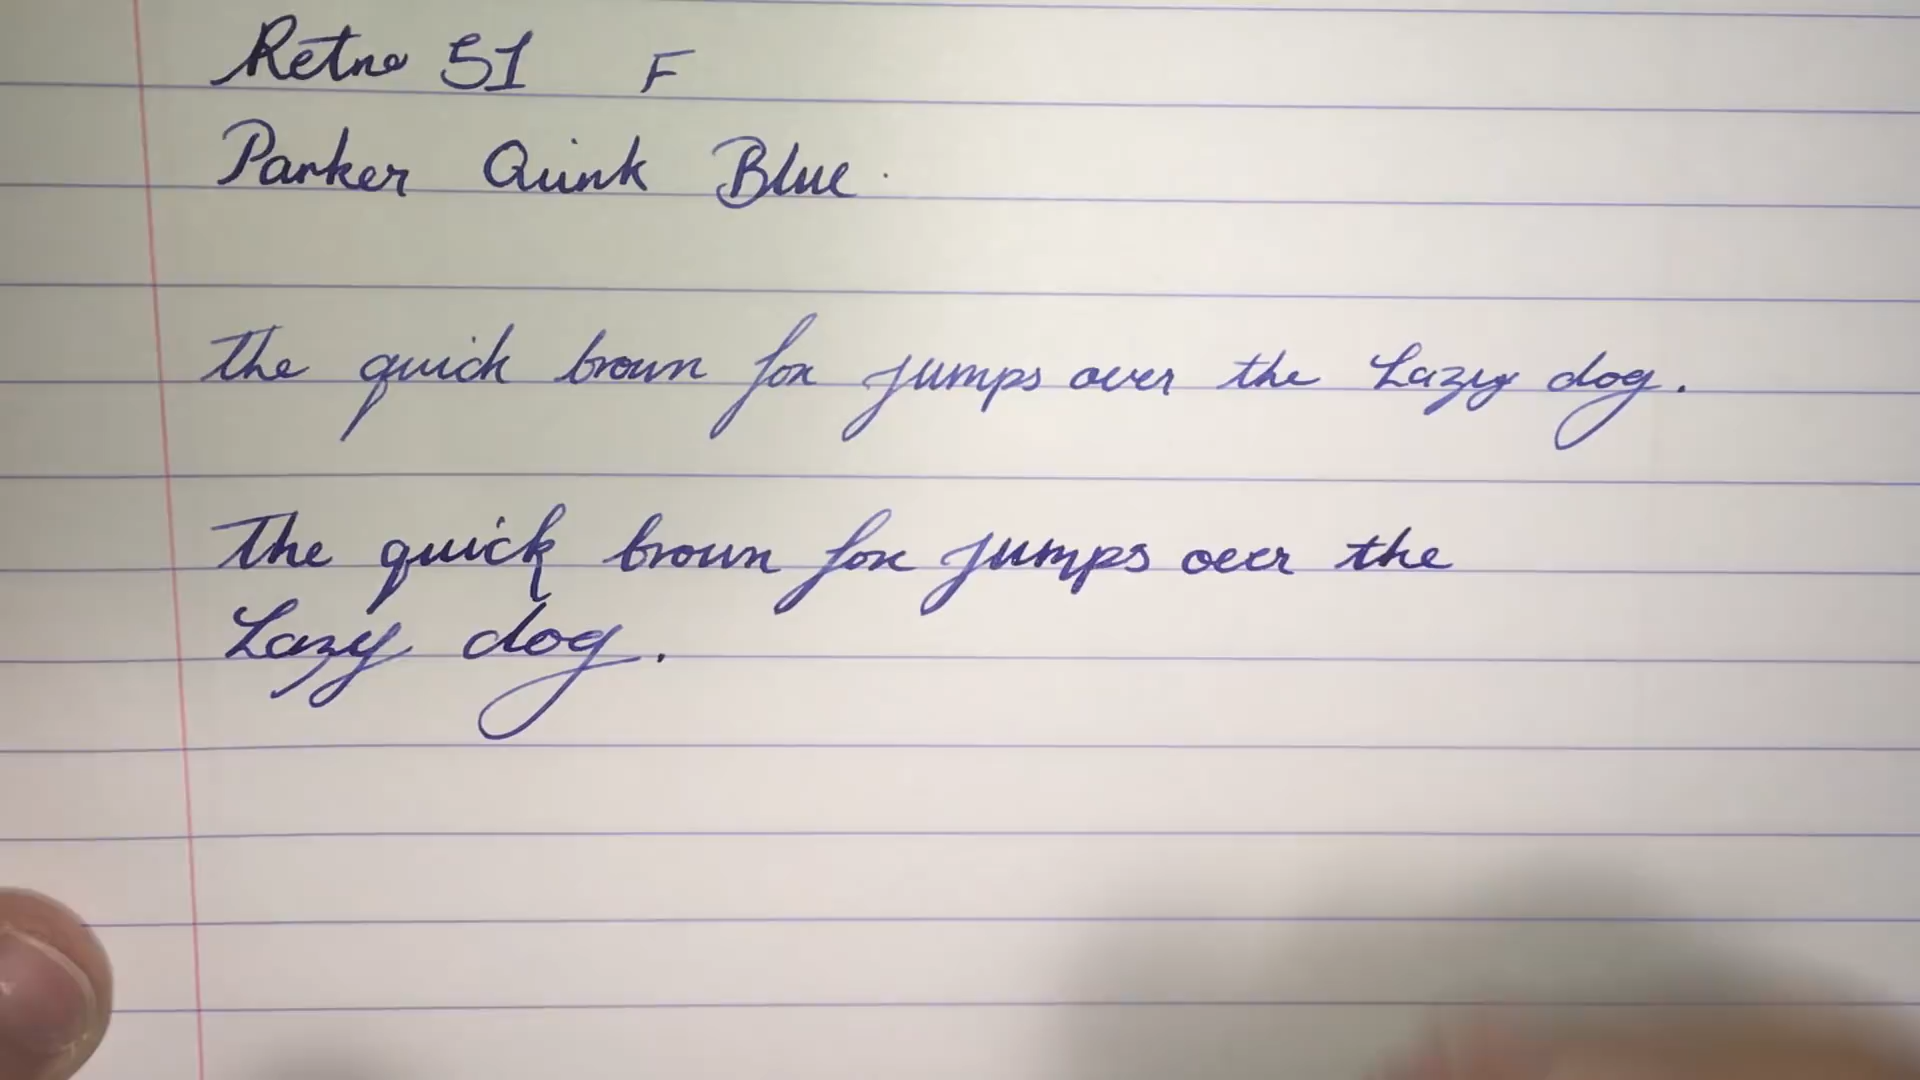 Retro 51 F
Parker Quink Blue.
The quick brown fox jumps over the Lazy dog.
The quick brown fox jumps over the
Lazy dog.